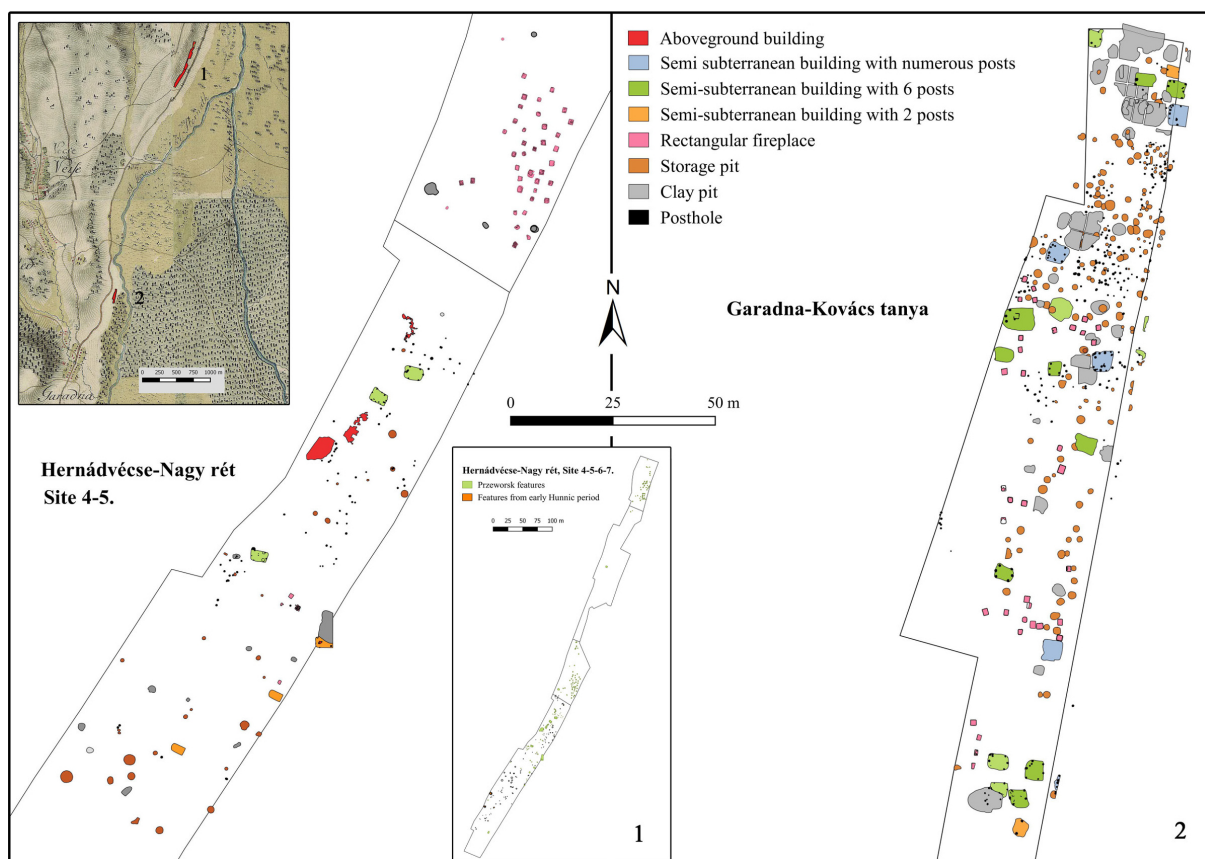 1
2
Garadna
0 250 500 750 1000 m
Hernádvécse-Nagy rét
Site 4-5.
Aboveground building
Semi subterranean building with numerous posts
Semi-subterranean building with 6 posts
Semi-subterranean building with 2 posts
Rectangular fireplace
Storage pit
Clay pit
Posthole
N
0 25 50 m
Garadna-Kovács tanya
Hernádvécse-Nagy rét, Site 4-5-6-7.
Przeworsk features
Features from early Hunnic period
0 25 50 75 100 m
1
2